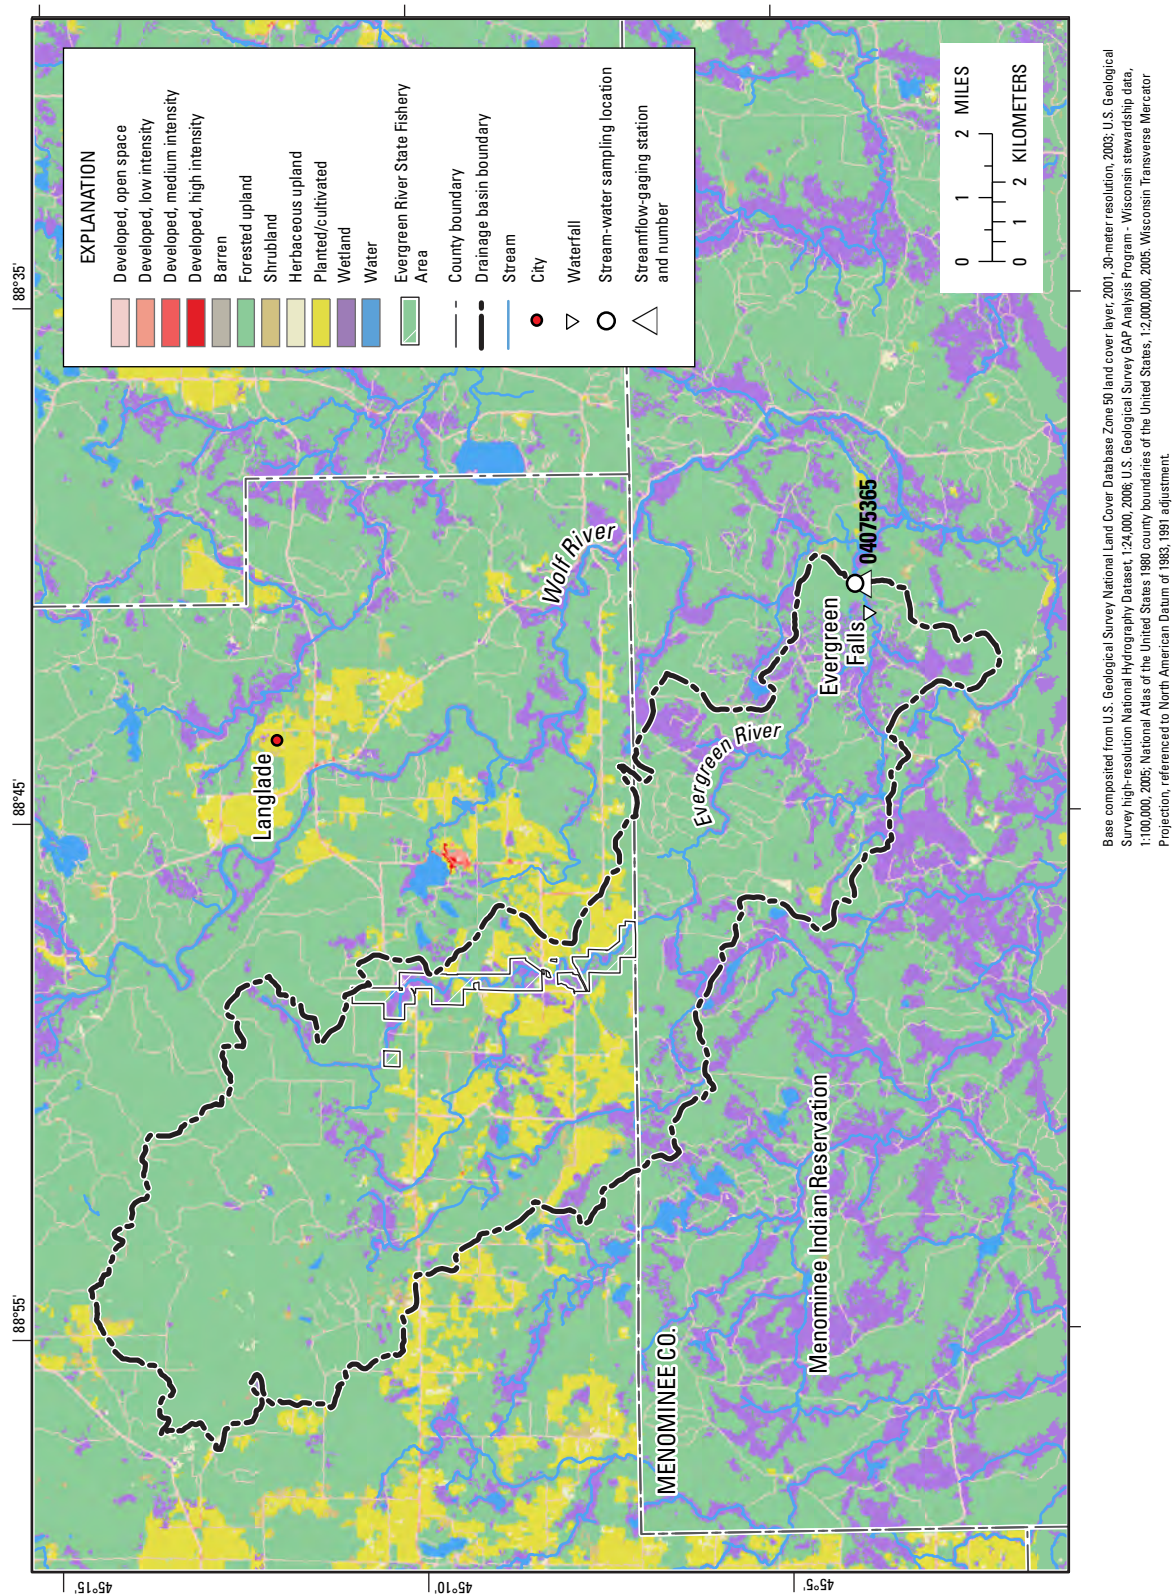 88°55'
88°45'
88°35'
45°15'
45°10'
45°5'
EXPLANATION
Developed, open space
Developed, low intensity
Developed, medium intensity
Developed, high intensity
Barren
Forested upland
Shrubland
Herbaceous upland
Planted/cultivated
Wetland
Water
Evergreen River State Fishery
Area
County boundary
Drainage basin boundary
Stream
City
Waterfall
Stream-water sampling location
Streamflow-gaging station
and number
Langlade
Wolf River
Evergreen River
Evergreen
Falls
04075365
MENOMINEE CO.
Menominee Indian Reservation
0 1 2 MILES
0 1 2 KILOMETERS
Base composited from U.S. Geological Survey National Land Cover Database Zone 50 land cover layer, 2001, 30-meter resolution, 2003; U.S. Geological
Survey high-resolution National Hydrography Dataset, 1:24,000, 2006; U.S. Geological Survey GAP Analysis Program - Wisconsin stewardship data,
1:100,000, 2005; National Atlas of the United States 1980 county boundaries of the United States, 1:2,000,000, 2005. Wisconsin Transverse Mercator
Projection, referenced to North American Datum of 1983, 1991 adjustment.